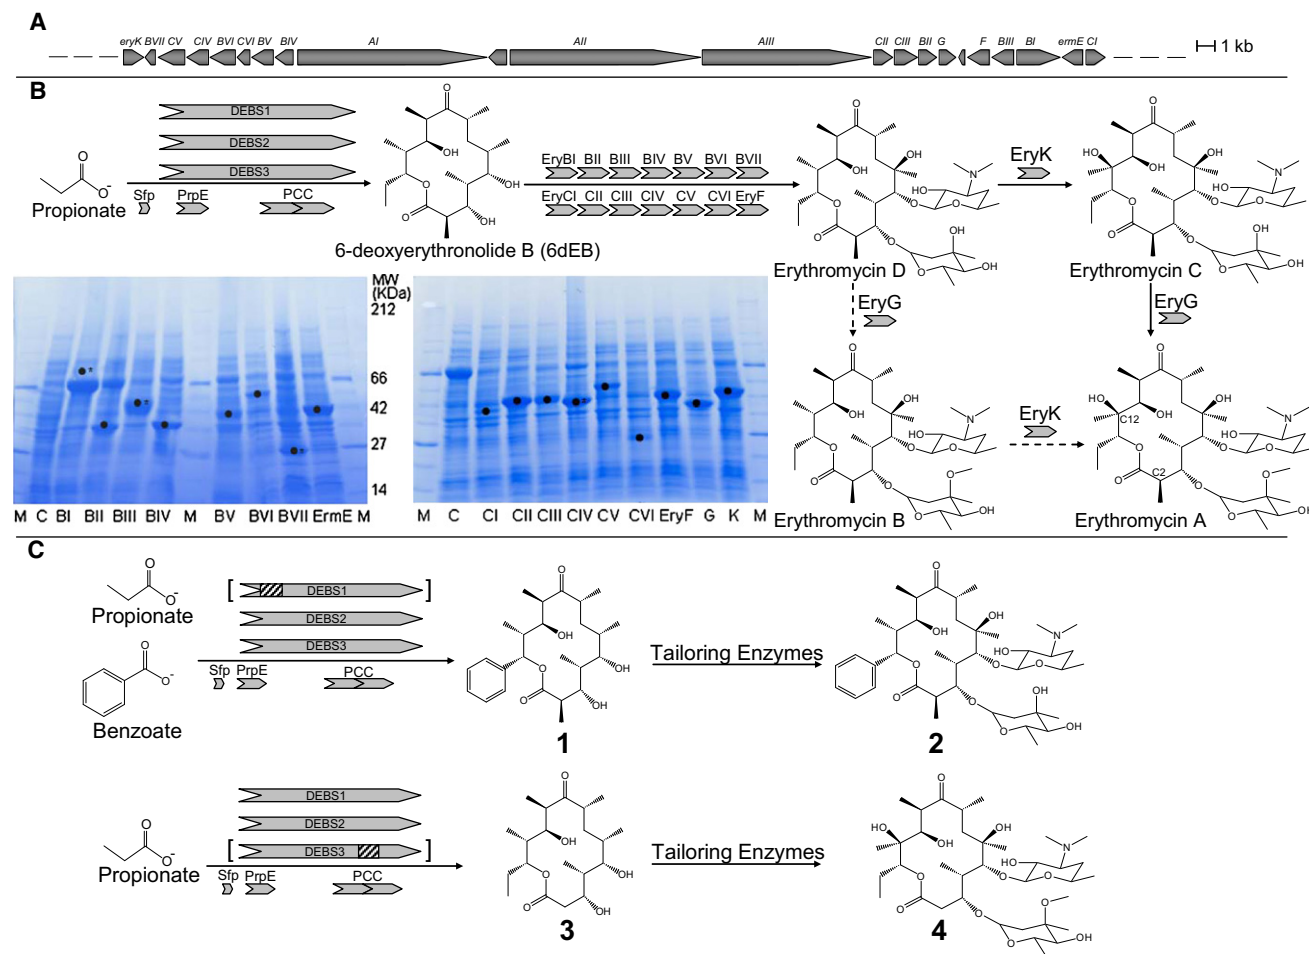 A
eryK BVII CV CIV BVI CVI BV BIV AI AII AIII CII CIII BII G F BIII BI ermE CI
1 kb
B
Propionate
DEBS1
DEBS2
DEBS3
Sfp PrpE PCC
6-deoxyerythronolide B (6dEB)
EryBI BII BIII BIV BV BVI BVII
EryCI CII CIII CIV CV CVI EryF
Erythromycin D
EryK
Erythromycin C
EryG
EryG
Erythromycin B
EryK
C12
C2
Erythromycin A
MW
(KDa)
212
66
42
27
14
M C BI BII BIII BIV M BV BVI BVII ErmE M
M C CI CII CIII CIV CV CVI EryF G K M
C
Propionate
Benzoate
[ DEBS1 ]
DEBS2
DEBS3
Sfp PrpE PCC
1
Tailoring Enzymes
2
Propionate
DEBS1
DEBS2
[ DEBS3 ]
Sfp PrpE PCC
3
Tailoring Enzymes
4